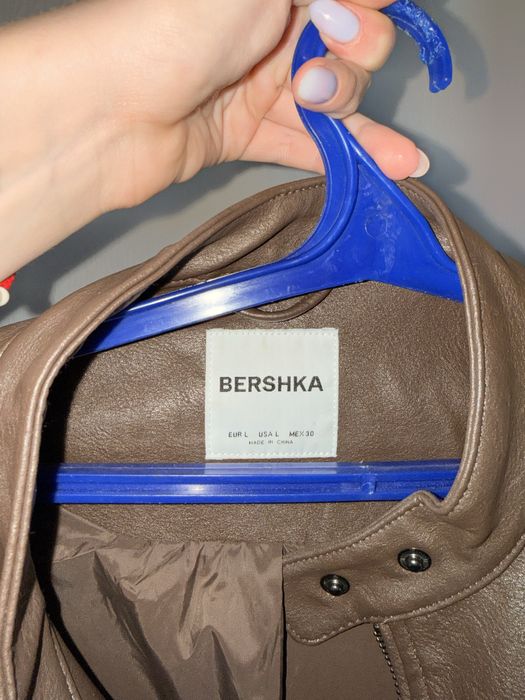 BERSHKA
EUR L USA L MEX 30
MADE IN CHINA